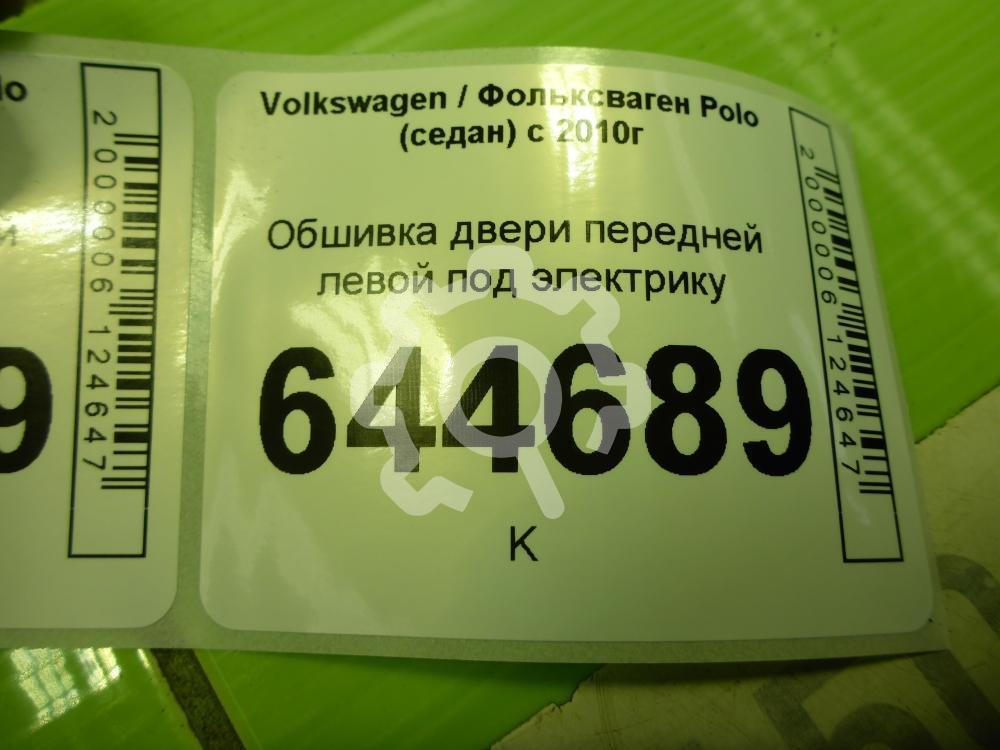 lo
9
2000006124647
Volkswagen / Фольксваген Polo
(седан) с 2010г
Обшивка двери передней
левой под электрику
644689
К
2000006124647